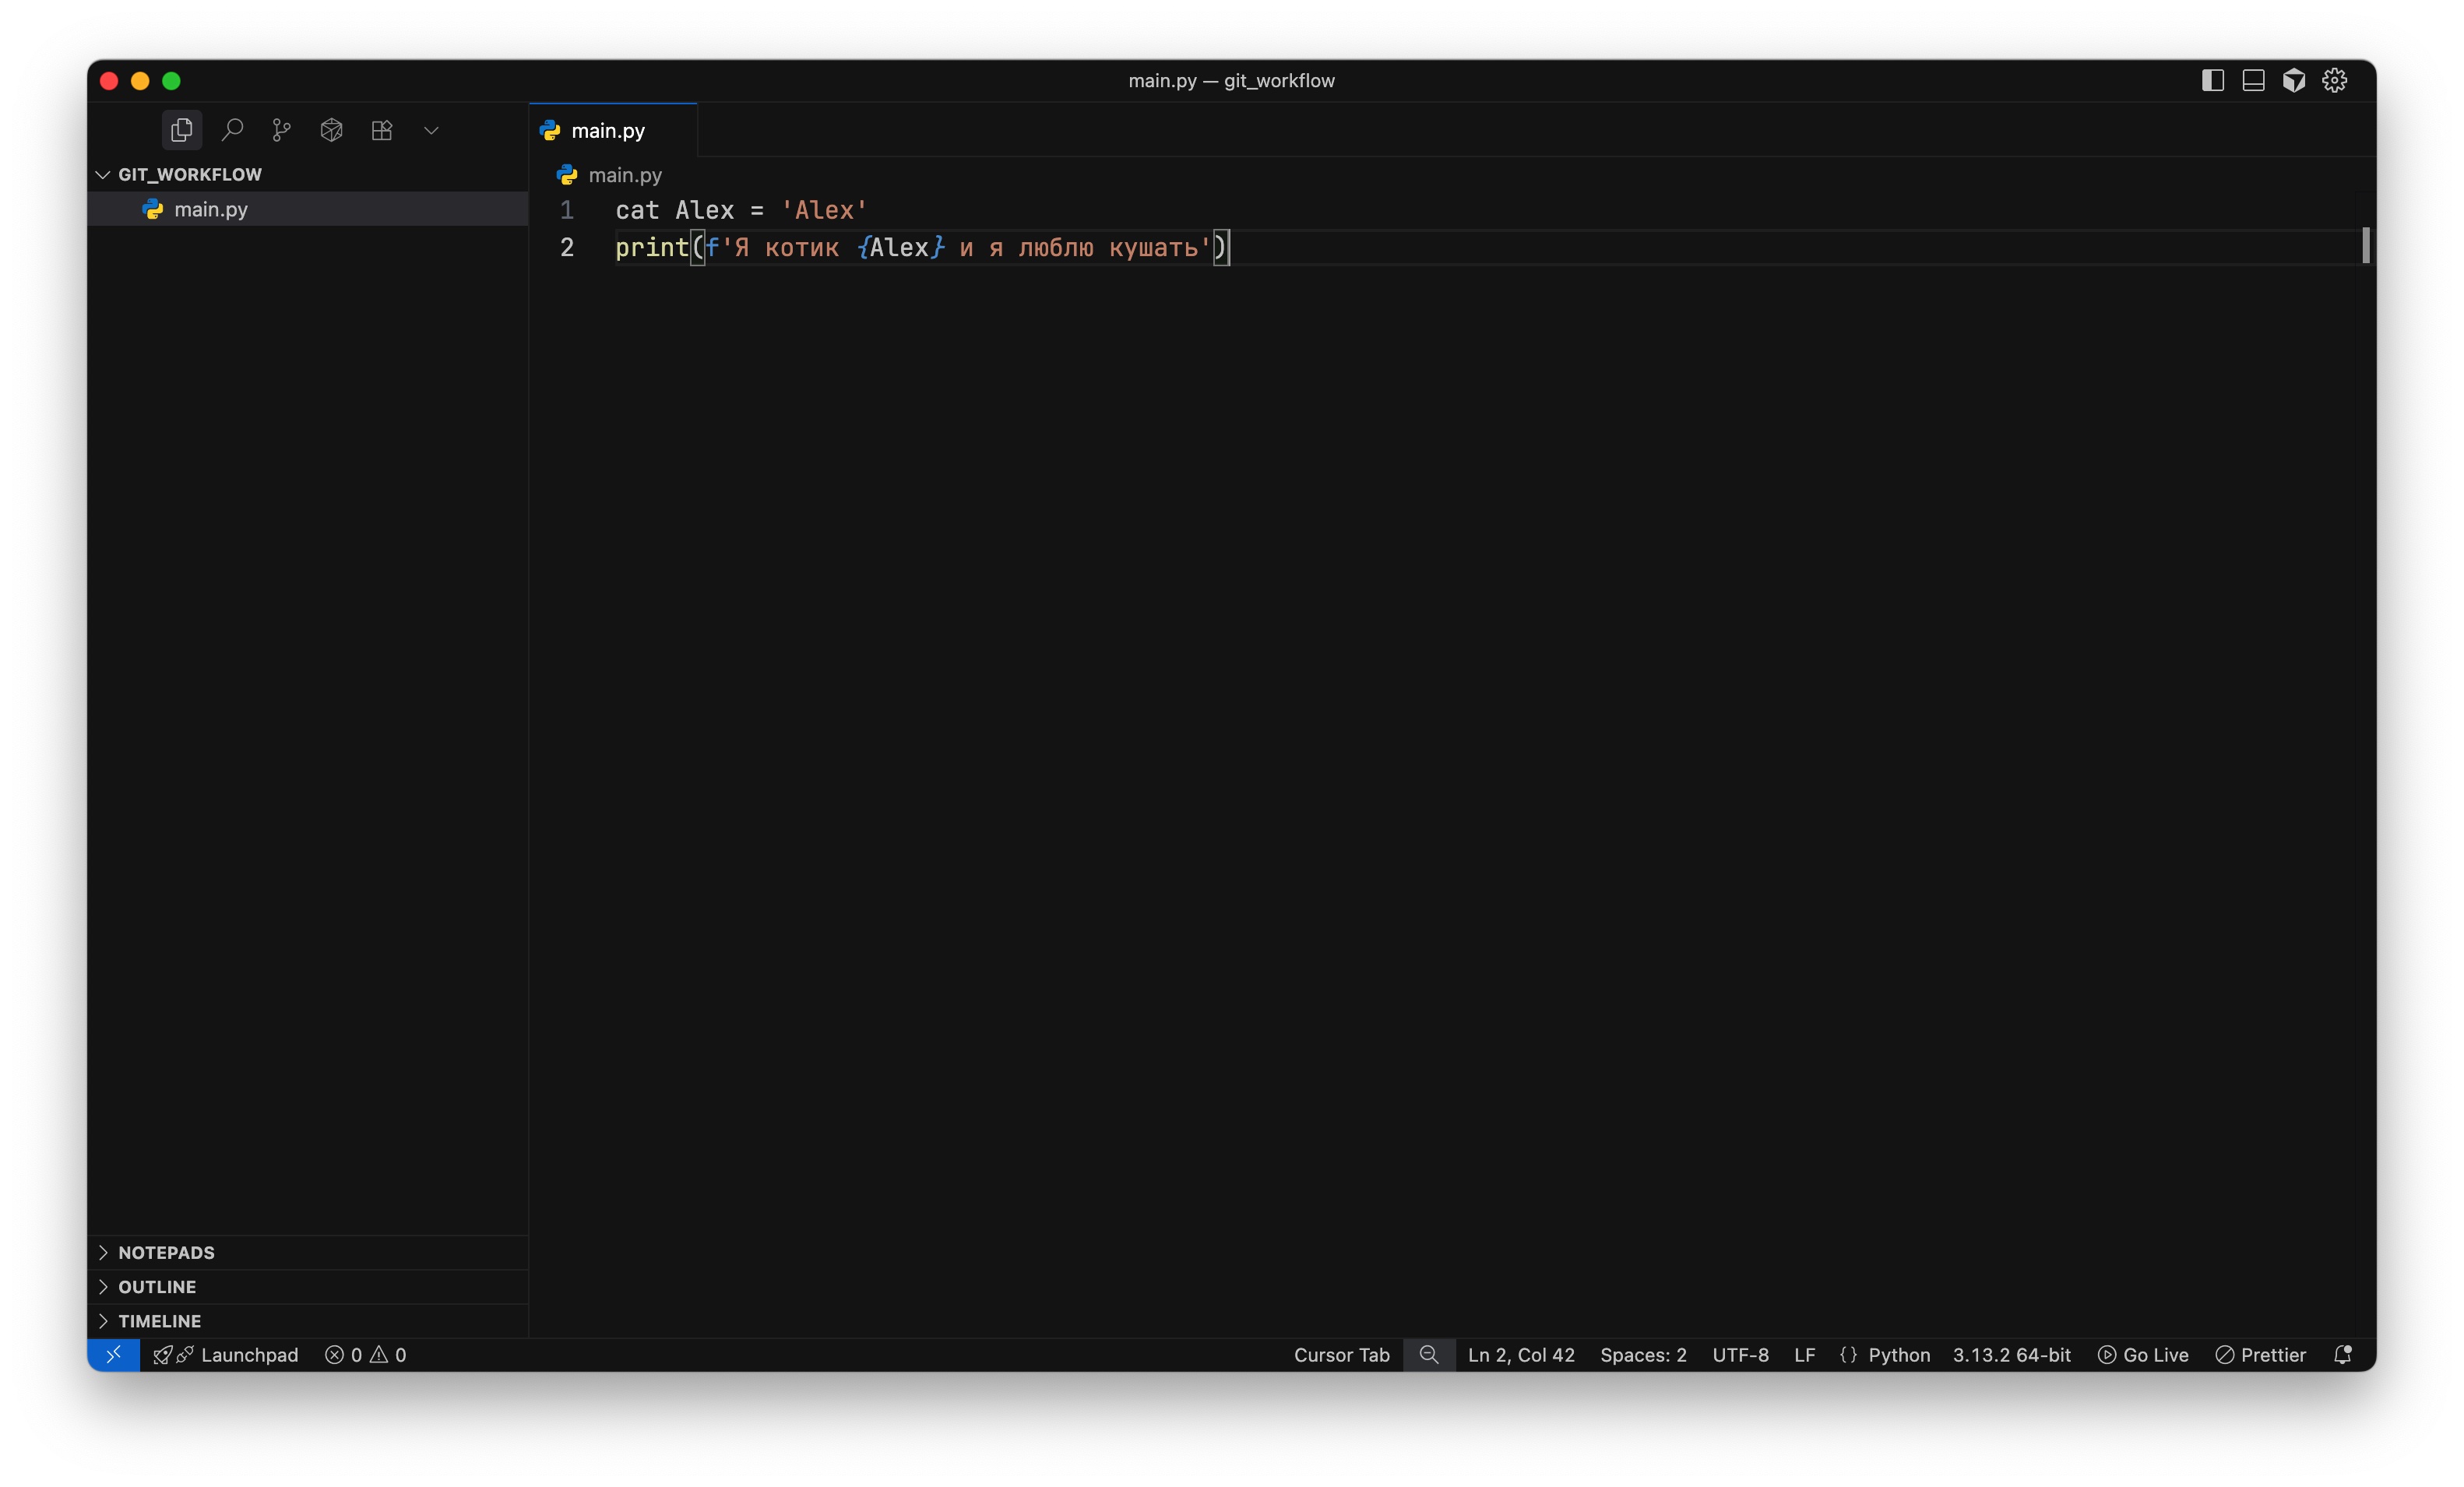 main.py — git_workflow
main.py
GIT_WORKFLOW
main.py
main.py
1 cat Alex = 'Alex'
2 print(f'Я котик {Alex} и я люблю кушать')
NOTEPADS
OUTLINE
TIMELINE
Launchpad 0 0 Cursor Tab Ln 2, Col 42 Spaces: 2 UTF-8 LF {} Python 3.13.2 64-bit Go Live Prettier